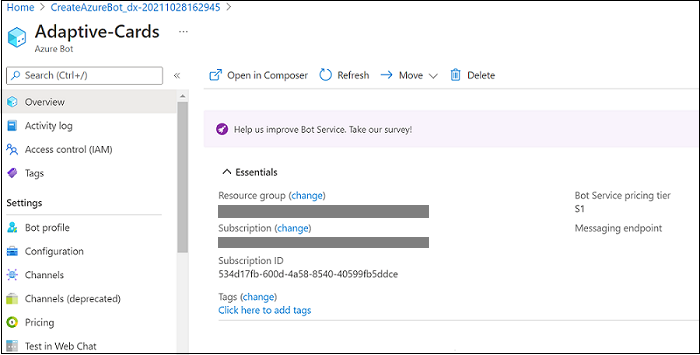 Home > CreateAzureBot_dx-20211028162945 >
Adaptive-Cards ...
Azure Bot
Search (Ctrl+/) «
Open in Composer Refresh Move Delete
Overview
Activity log
Access control (IAM)
Tags
Settings
Bot profile
Configuration
Channels
Channels (deprecated)
Pricing
Test in Web Chat
Help us improve Bot Service. Take our survey!
Essentials
Resource group (change)
Subscription (change)
Subscription ID
534d17fb-600d-4a58-8540-40599fb5ddce
Tags (change)
Click here to add tags
Bot Service pricing tier
S1
Messaging endpoint